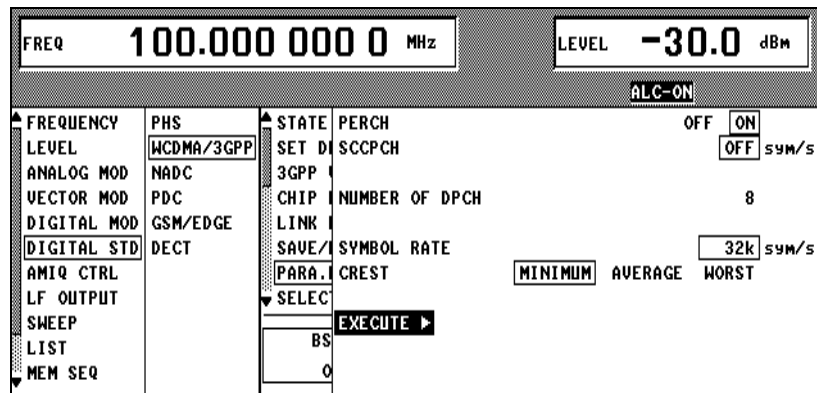 FREQ 100.000 000 0 MHz LEVEL -30.0 dBm
ALC-ON
FREQUENCY
LEVEL
ANALOG MOD
VECTOR MOD
DIGITAL MOD
DIGITAL STD
AMIQ CTRL
LF OUTPUT
SWEEP
LIST
MEM SEQ
PHS
WCDMA/3GPP
NADC
PDC
GSM/EDGE
DECT
STATE
SET D
3GPP
CHIP
LINK
SAVE/
PARA.
SELEC
BS
O
PERCH OFF ON
SCCPCH OFF sym/s
NUMBER OF DPCH 8
SYMBOL RATE 32k sym/s
CREST MINIMUM AVERAGE WORST
EXECUTE ▶